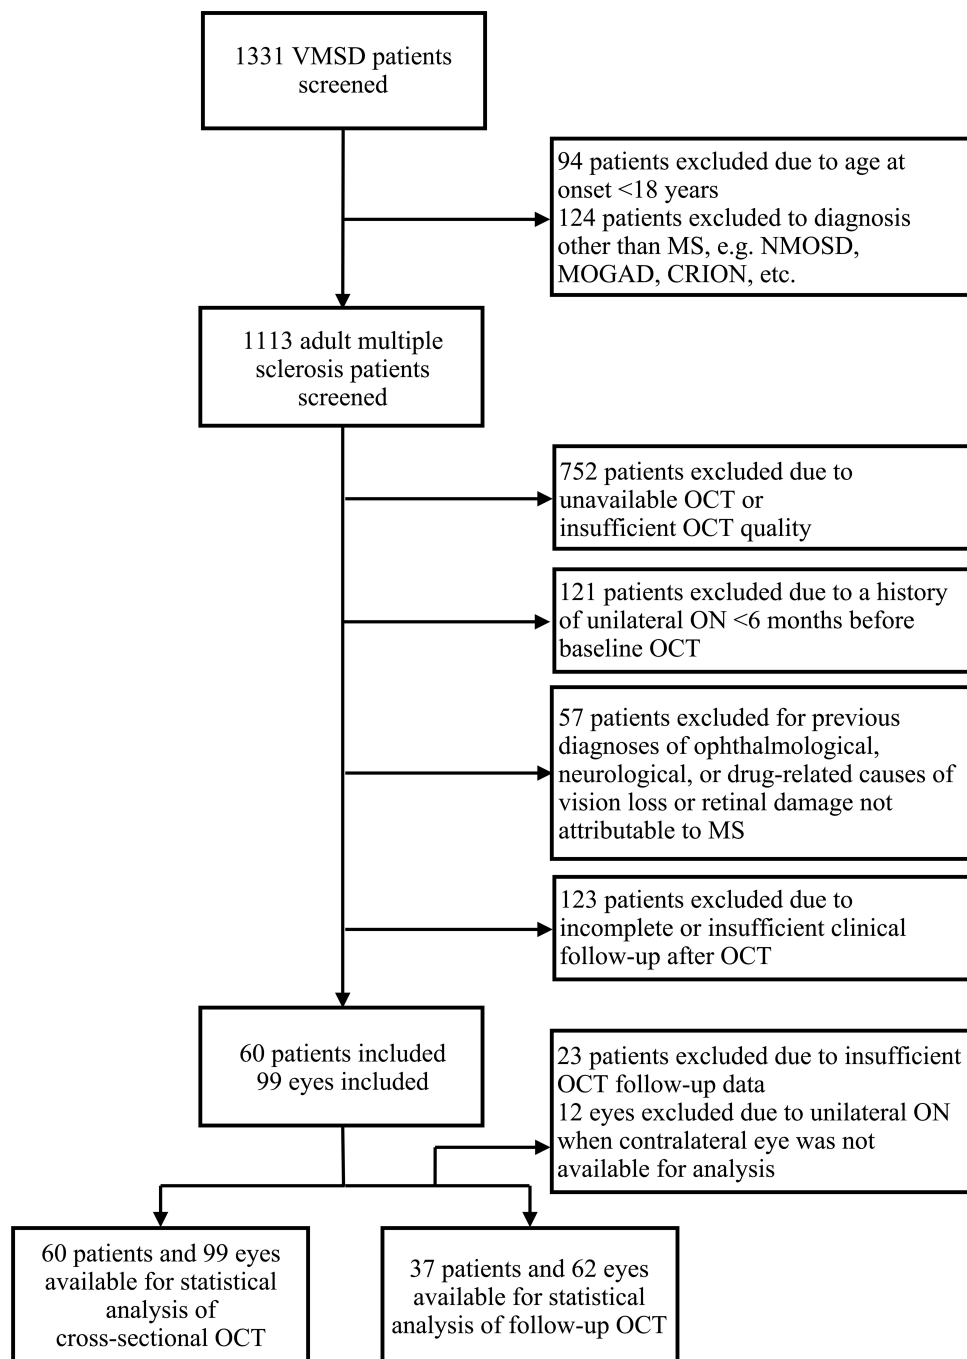 1331 VMSD patients
screened
94 patients excluded due to age at
onset <18 years
124 patients excluded to diagnosis
other than MS, e.g. NMOSD,
MOGAD, CRION, etc.
1113 adult multiple
sclerosis patients
screened
752 patients excluded due to
unavailable OCT or
insufficient OCT quality
121 patients excluded due to a history
of unilateral ON <6 months before
baseline OCT
57 patients excluded for previous
diagnoses of ophthalmological,
neurological, or drug-related causes of
vision loss or retinal damage not
attributable to MS
123 patients excluded due to
incomplete or insufficient clinical
follow-up after OCT
60 patients included
99 eyes included
23 patients excluded due to insufficient
OCT follow-up data
12 eyes excluded due to unilateral ON
when contralateral eye was not
available for analysis
60 patients and 99 eyes
available for statistical
analysis of
cross-sectional OCT
37 patients and 62 eyes
available for statistical
analysis of follow-up OCT